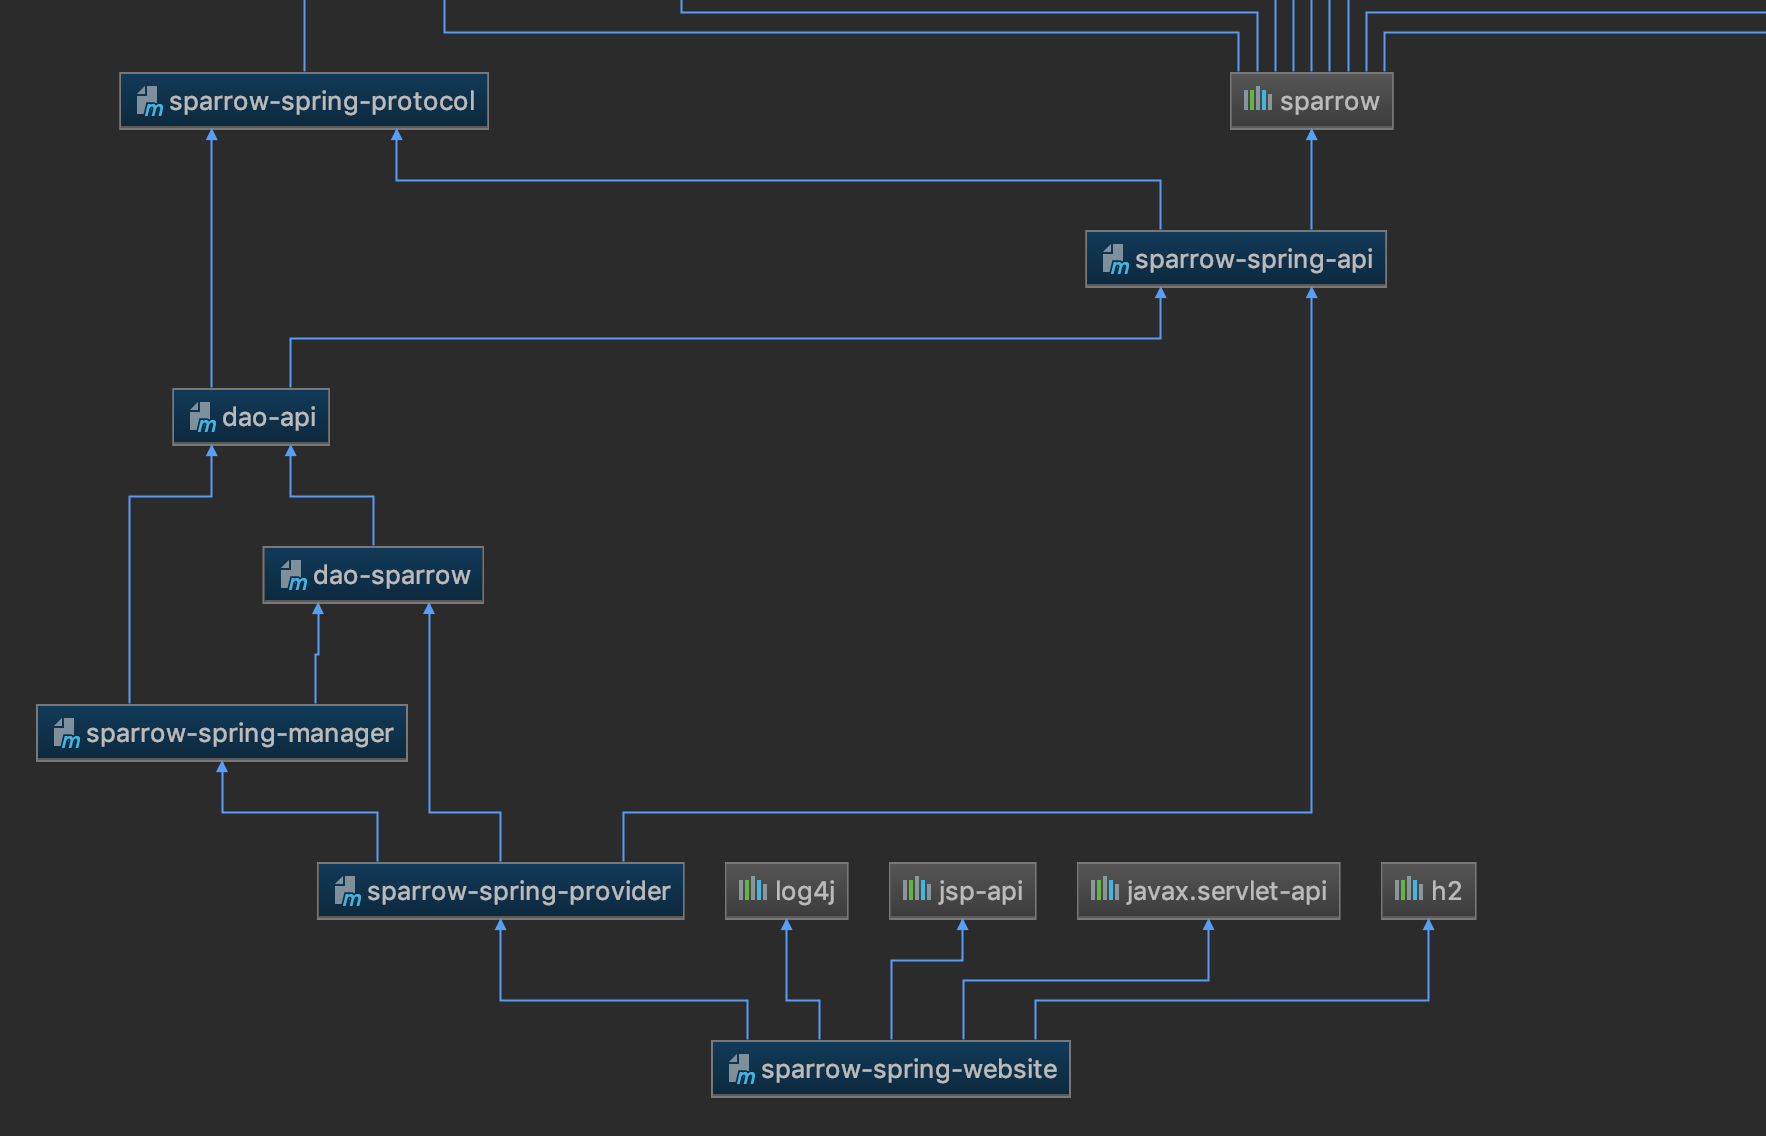 sparrow-spring-protocol
sparrow
sparrow-spring-api
dao-api
dao-sparrow
sparrow-spring-manager
sparrow-spring-provider
log4j
jsp-api
javax.servlet-api
h2
sparrow-spring-website